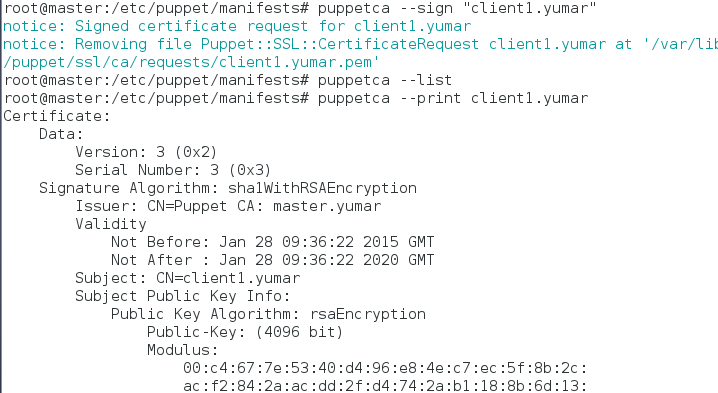 root@master:/etc/puppet/manifests# puppetca --sign "client1.yumar"
notice: Signed certificate request for client1.yumar
notice: Removing file Puppet::SSL::CertificateRequest client1.yumar at '/var/lib
/puppet/ssl/ca/requests/client1.yumar.pem'
root@master:/etc/puppet/manifests# puppetca --list
root@master:/etc/puppet/manifests# puppetca --print client1.yumar
Certificate:
    Data:
        Version: 3 (0x2)
        Serial Number: 3 (0x3)
    Signature Algorithm: sha1WithRSAEncryption
        Issuer: CN=Puppet CA: master.yumar
        Validity
            Not Before: Jan 28 09:36:22 2015 GMT
            Not After : Jan 28 09:36:22 2020 GMT
        Subject: CN=client1.yumar
        Subject Public Key Info:
            Public Key Algorithm: rsaEncryption
                Public-Key: (4096 bit)
                Modulus:
                    00:c4:67:7e:53:40:d4:96:e8:4e:c7:ec:5f:8b:2c:
                    ac:f2:84:2a:ac:dd:2f:d4:74:2a:b1:18:8b:6d:13: